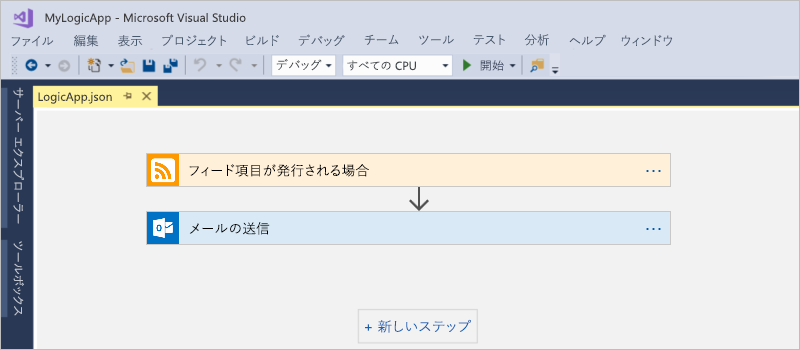 MyLogicApp - Microsoft Visual Studio
ファイル 編集 表示 プロジェクト ビルド デバッグ チーム ツール テスト 分析 ヘルプ ウィンドウ
デバッグ すべての CPU 開始
LogicApp.json
サーバー エクスプローラー
ツールボックス
フィード項目が発行される場合 ...
メールの送信 ...
+ 新しいステップ